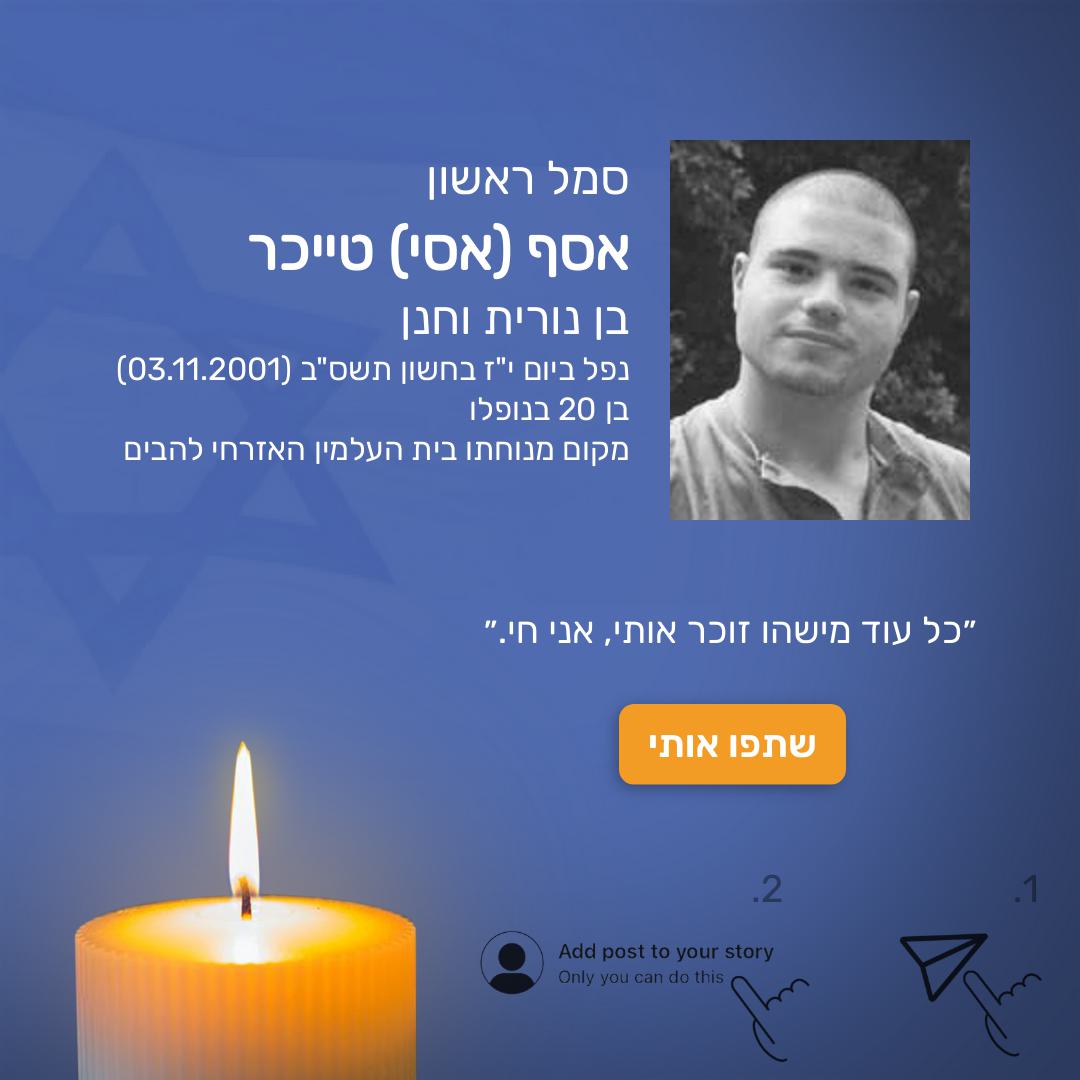 סמל ראשון
אסף (אסי) טייכר
בן נורית וחנן
נפל ביום י"ז בחשון תשס"ב (03.11.2001)
בן 20 בנופלו
מקום מנוחתו בית העלמין האזרחי להבים
״כל עוד מישהו זוכר אותי, אני חי.״
שתפו אותי
.1
.2
Add post to your story
Only you can do this